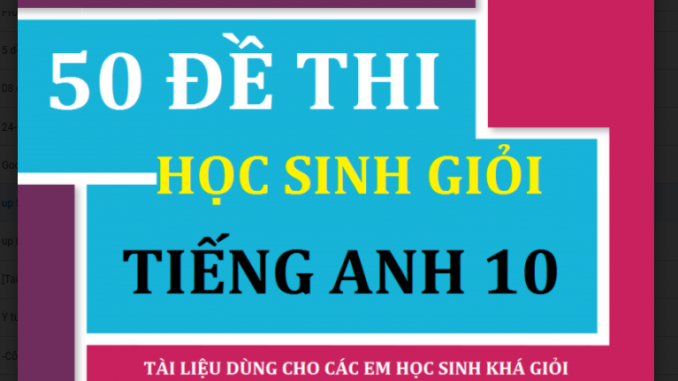 50 ĐỀ THI
HỌC SINH GIỎI
TIẾNG ANH 10
TÀI LIỆU DÙNG CHO CÁC EM HỌC SINH KHÁ GIỎI